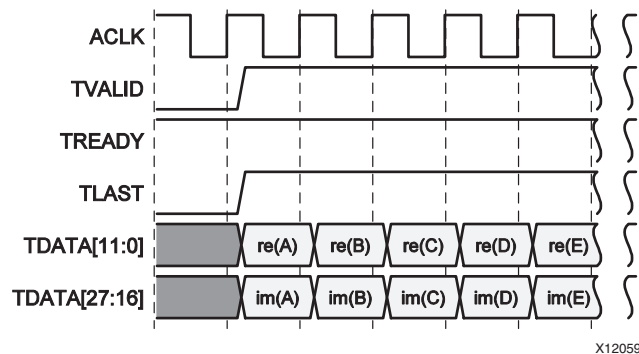 ACLK
TVALID
TREADY
TLAST
TDATA[11:0] re(A) re(B) re(C) re(D) re(E)
TDATA[27:16] im(A) im(B) im(C) im(D) im(E)
X12059